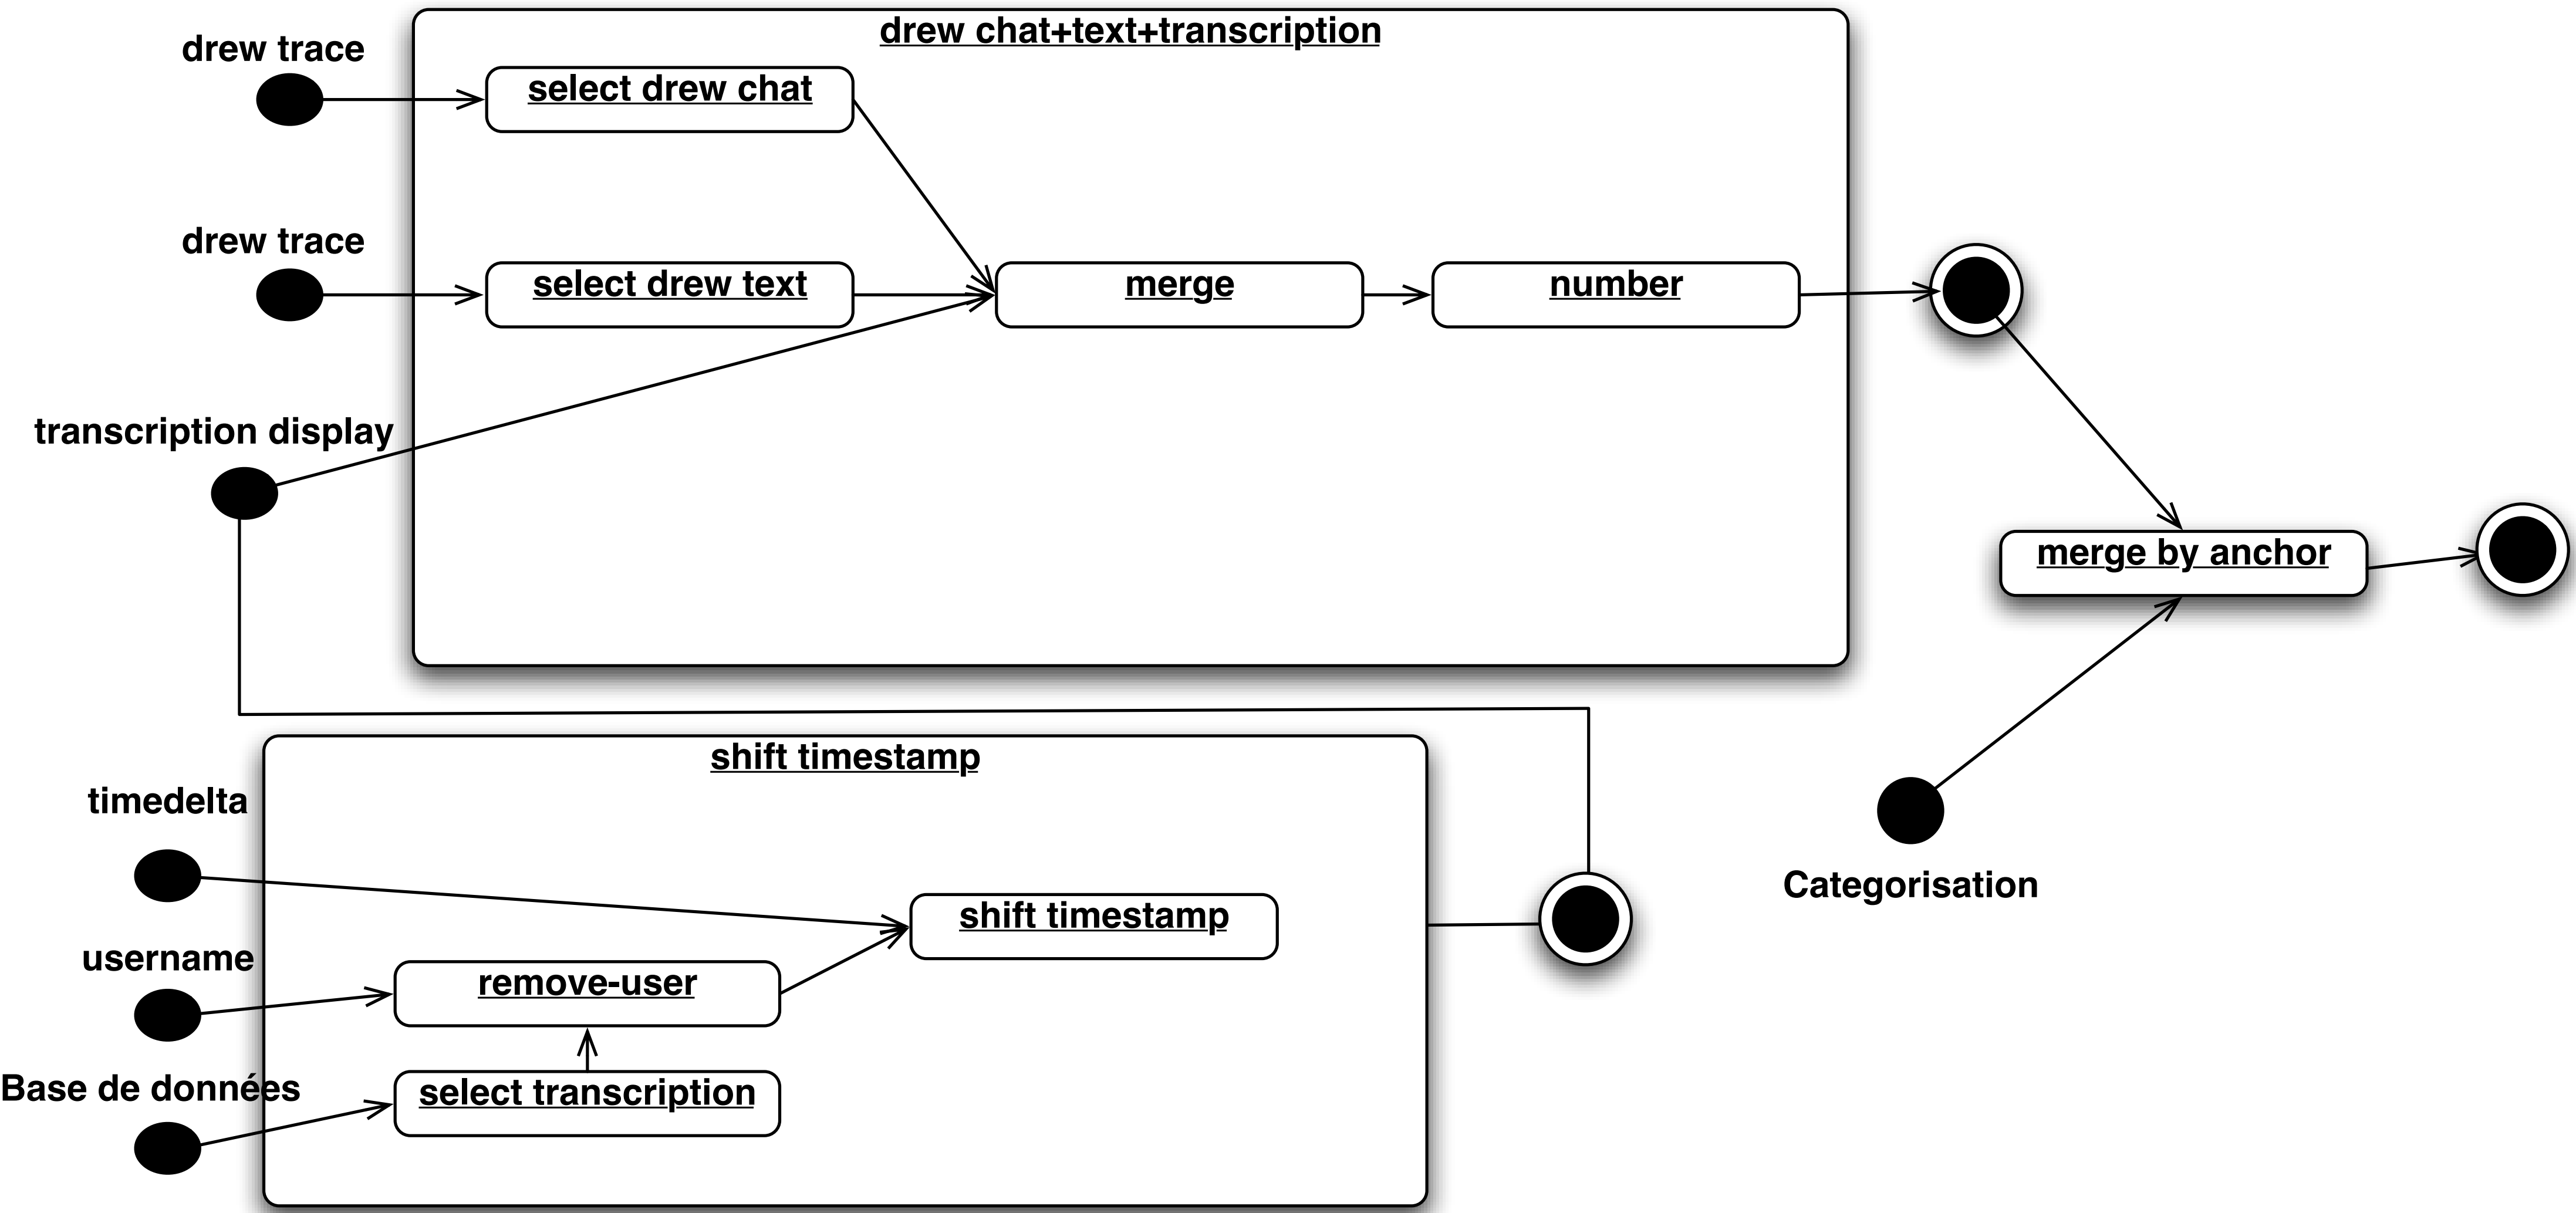 drew chat+text+transcription
drew trace
select drew chat
drew trace
select drew text
merge
number
transcription display
merge by anchor
shift timestamp
timedelta
Categorisation
shift timestamp
username
remove-user
Base de données
select transcription